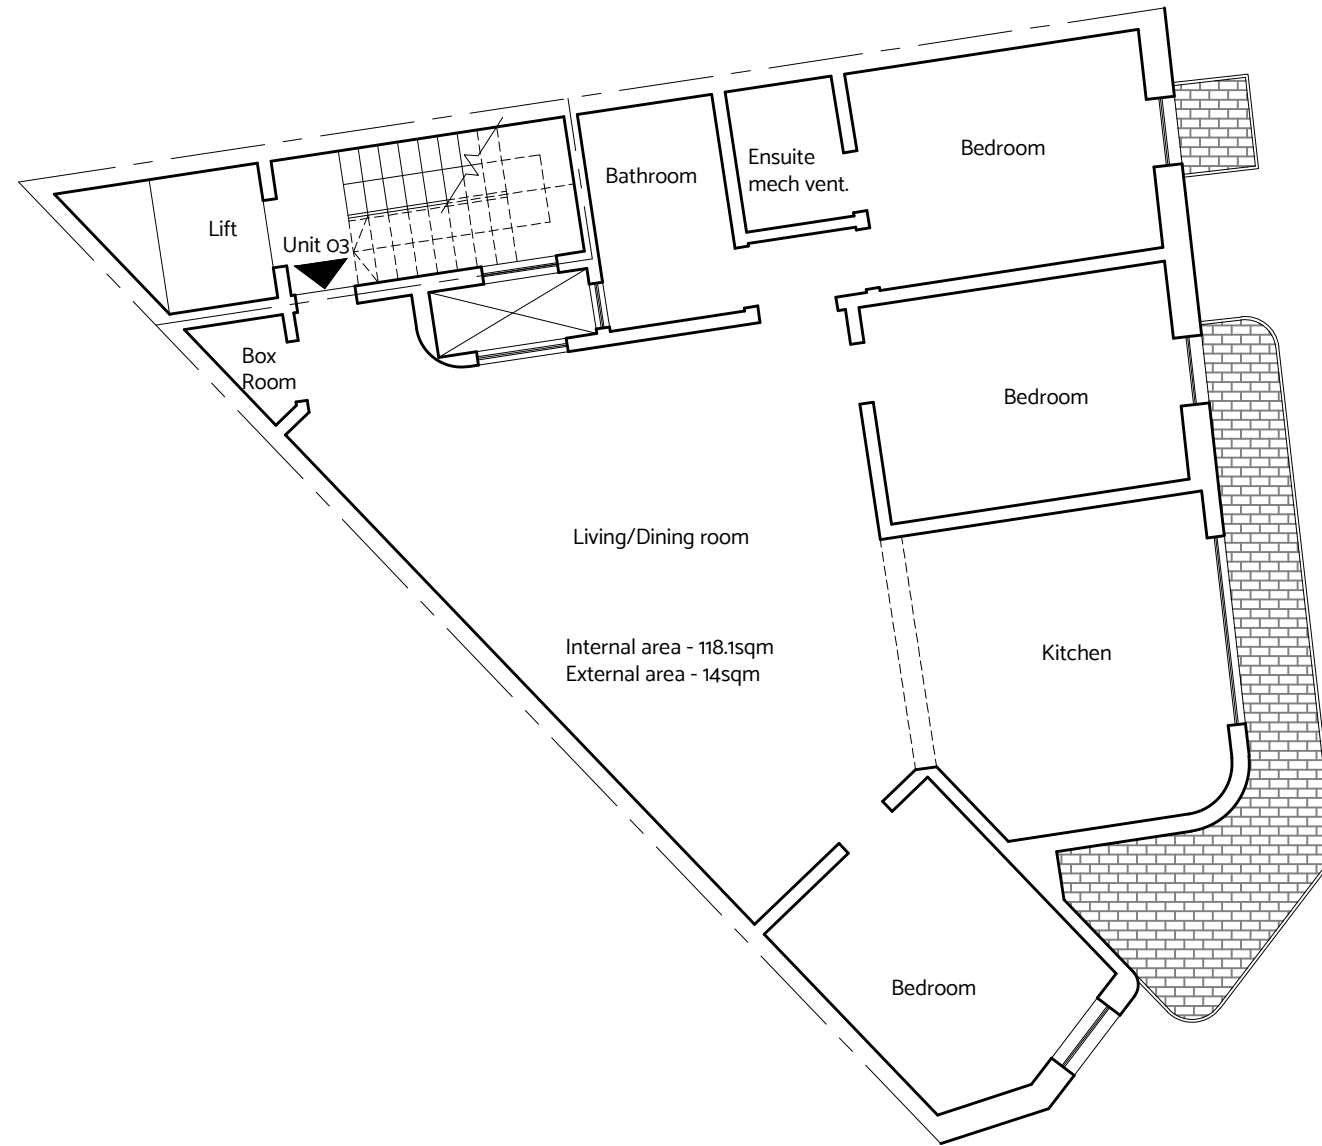 Bedroom
Ensuite
mech vent.
Bathroom
Lift
Unit 03
Box
Room
Bedroom
Living/Dining room
Internal area - 118.1sqm
External area - 14sqm
Kitchen
Bedroom